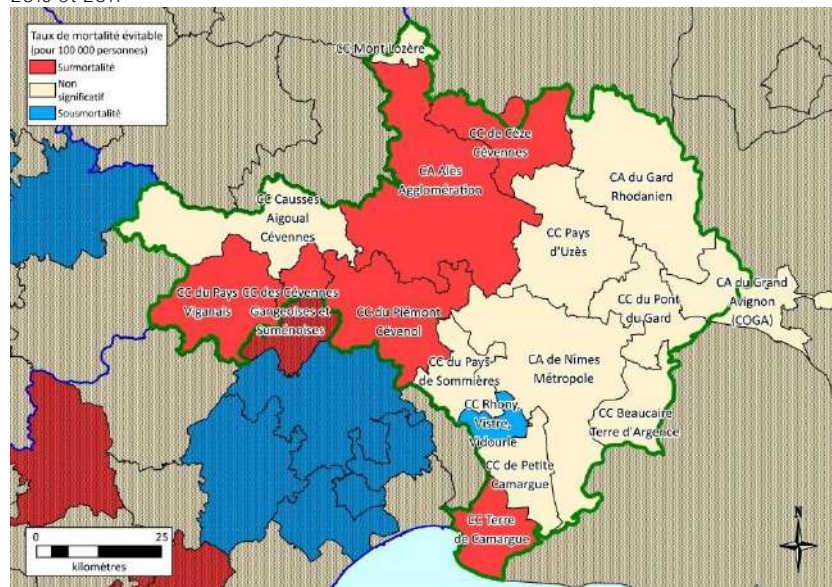 2010 et 2017
Taux de mortalité évitable
(pour 100 000 personnes)
Surmortalité
Non
significatif
Sousmortalité
CC Mont Lozère
CC de Cèze
Cévennes
CA Alès
Agglomération
CA du Gard
Rhodanien
CC Causses
Aigoual
Cévennes
CC Pays
d'Uzès
CC du Pays
Viganais
CC des Cévennes
Gangeoises et
Suménoises
CC du Piémont
Cévenol
CC du Pont
du Gard
CA du Grand
Avignon
(COGA)
CC du Pays
de Sommières
CA de Nîmes
Métropole
CC Rhony,
Vistre,
Vidourle
CC Beaucaire
Terre d'Argence
CC de Petite
Camargue
CC Terre
de Camargue
0 25
kilomètres
N